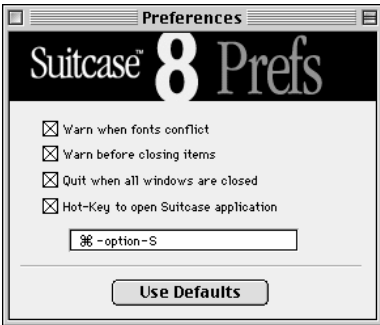 Preferences
Suitcase™ 8 Prefs
Warn when fonts conflict
Warn before closing items
Quit when all windows are closed
Hot-Key to open Suitcase application
⌘-option-S
Use Defaults